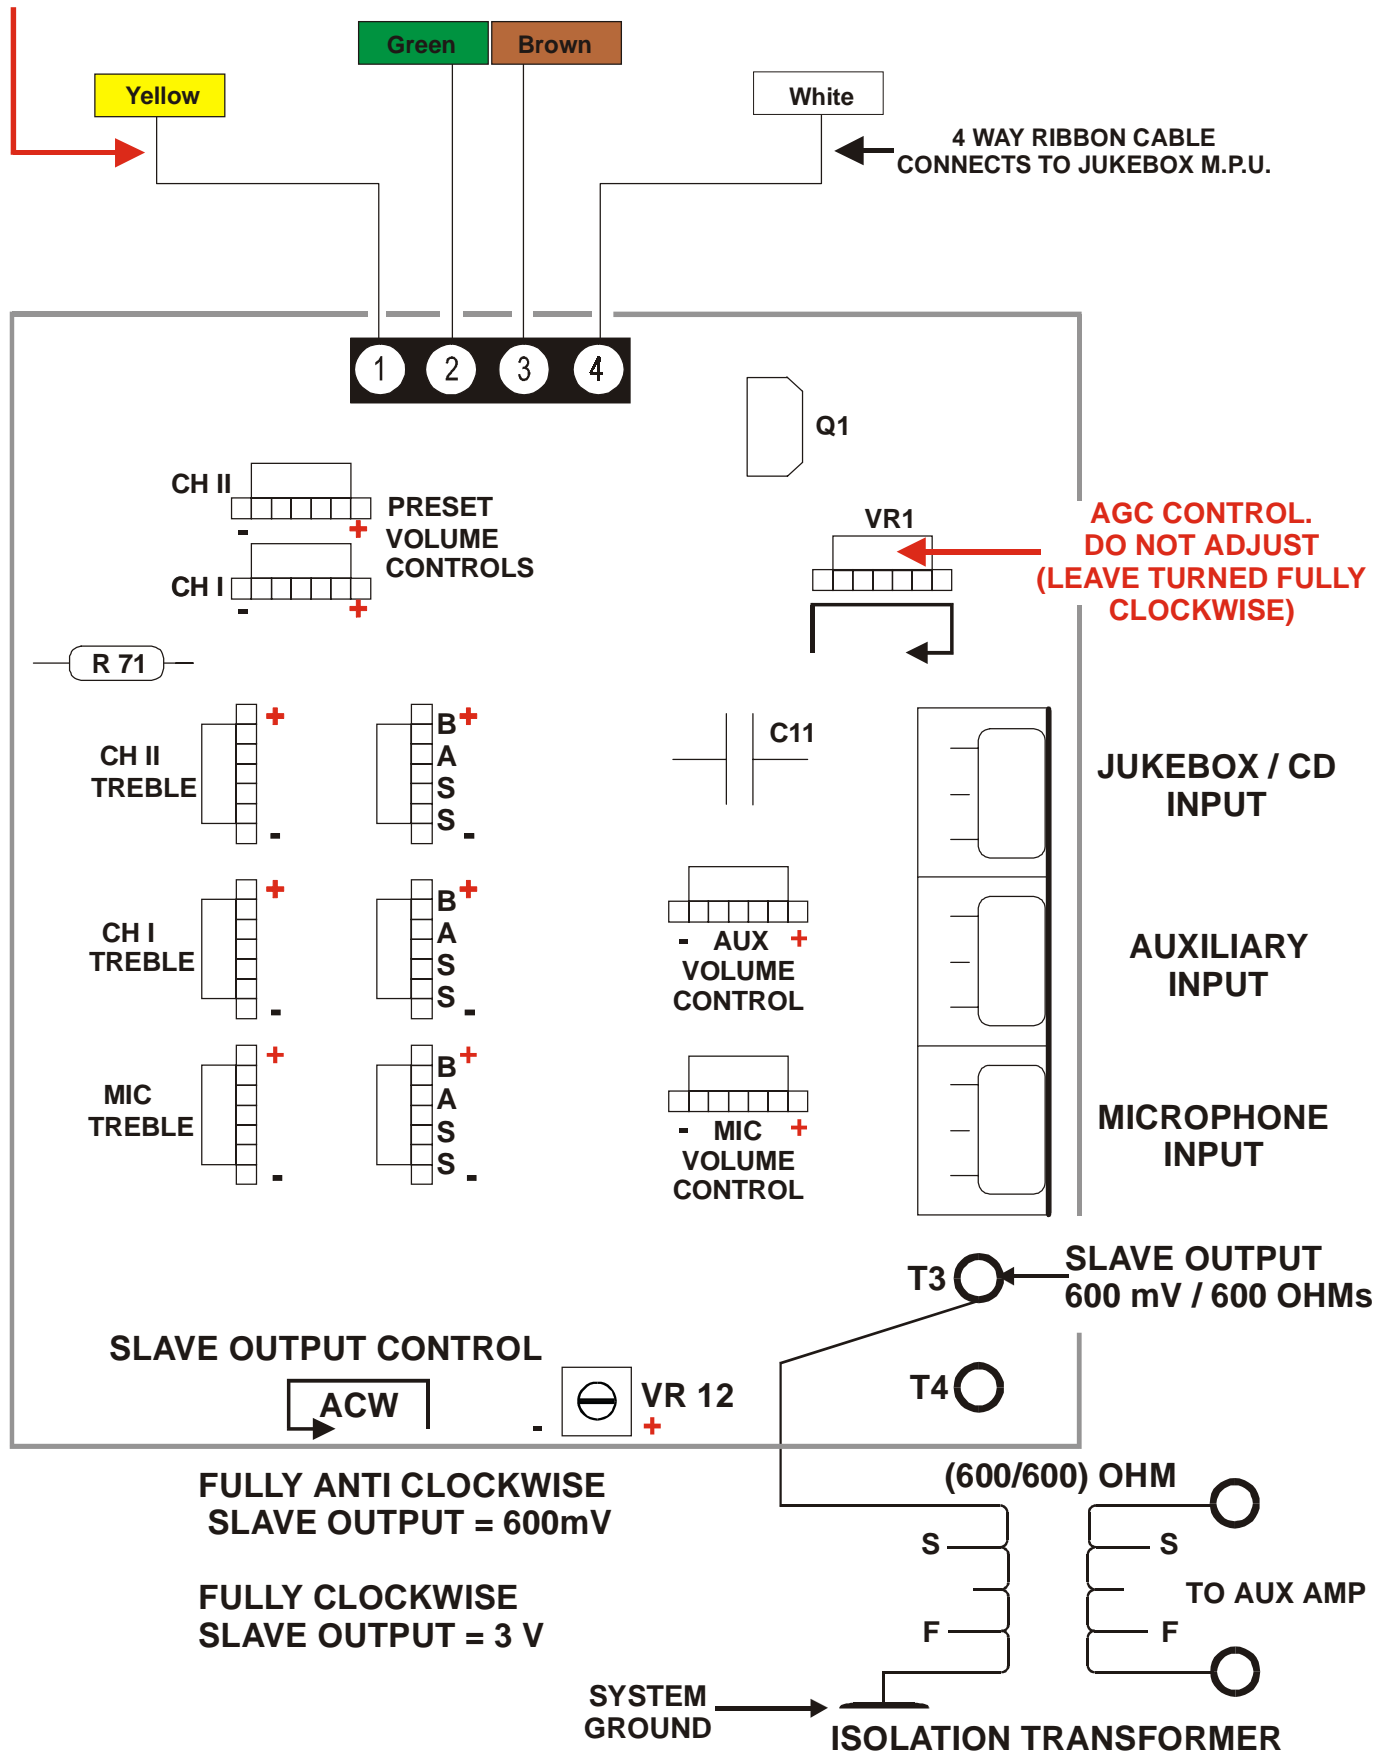 Green
Brown
Yellow
White
4 WAY RIBBON CABLE
CONNECTS TO JUKEBOX M.P.U.
1
2
3
4
Q1
CH II
PRESET
VOLUME
CONTROLS
- +
CH I
- +
VR1
AGC CONTROL.
DO NOT ADJUST
(LEAVE TURNED FULLY
CLOCKWISE)
R 71
CH II
TREBLE
+
-
BASS
+
-
C11
JUKEBOX / CD
INPUT
CH I
TREBLE
+
-
BASS
+
-
- AUX +
VOLUME
CONTROL
AUXILIARY
INPUT
MIC
TREBLE
+
-
BASS
+
-
- MIC +
VOLUME
CONTROL
MICROPHONE
INPUT
T3
SLAVE OUTPUT
600 mV / 600 OHMs
SLAVE OUTPUT CONTROL
ACW
- +
VR 12
T4
FULLY ANTI CLOCKWISE
SLAVE OUTPUT = 600mV
FULLY CLOCKWISE
SLAVE OUTPUT = 3 V
(600/600) OHM
S
S
TO AUX AMP
F
F
SYSTEM
GROUND
ISOLATION TRANSFORMER